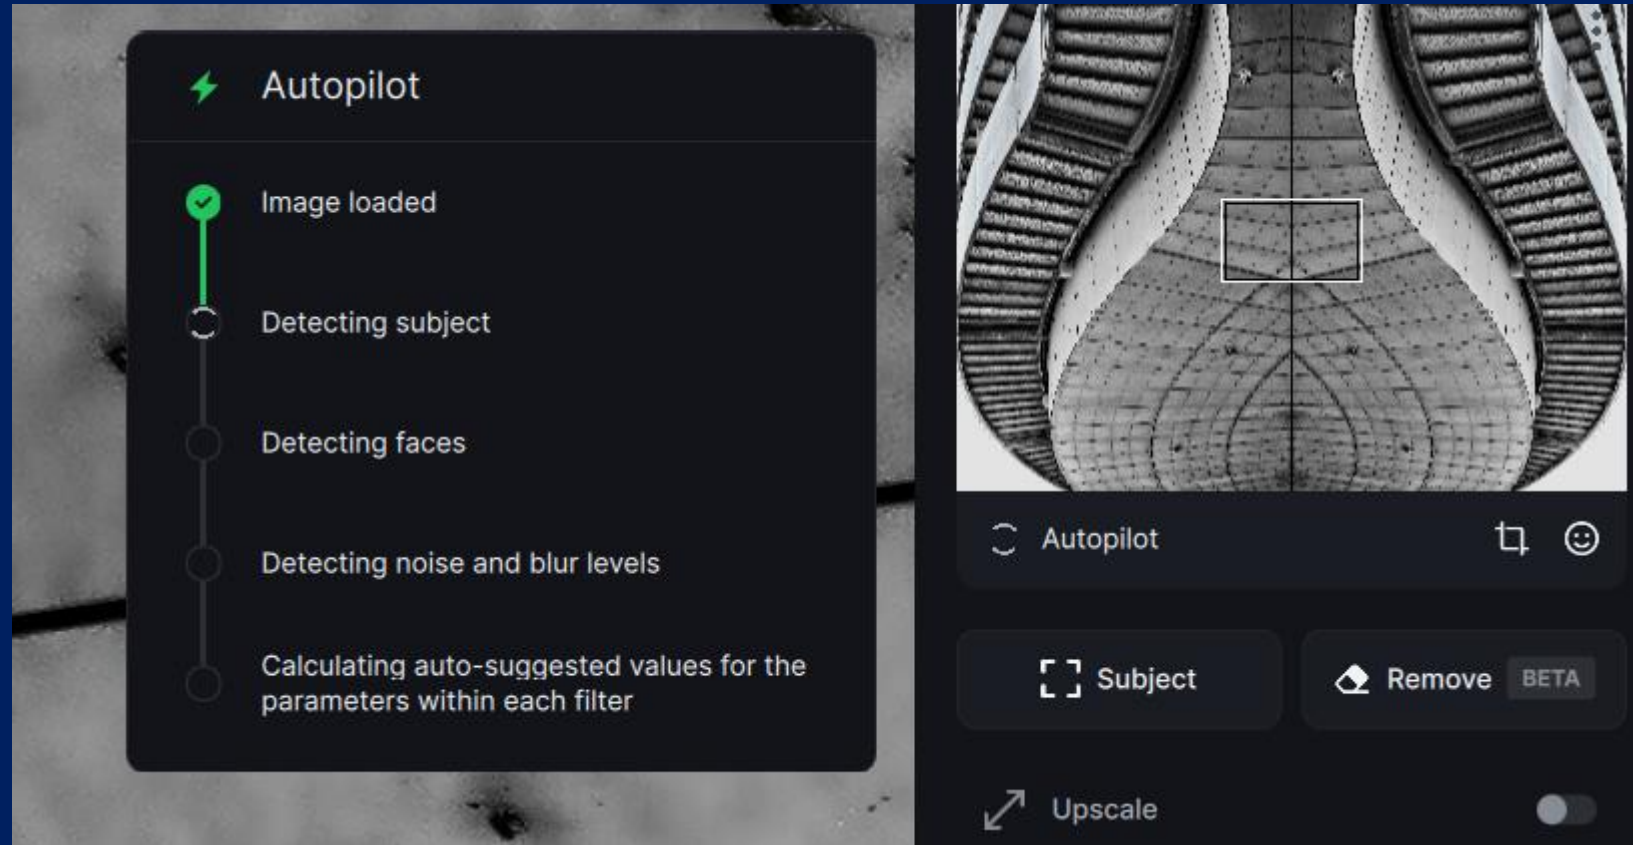 Autopilot
Image loaded
Detecting subject
Detecting faces
Detecting noise and blur levels
Calculating auto-suggested values for the
parameters within each filter
Autopilot
Subject
Remove BETA
Upscale